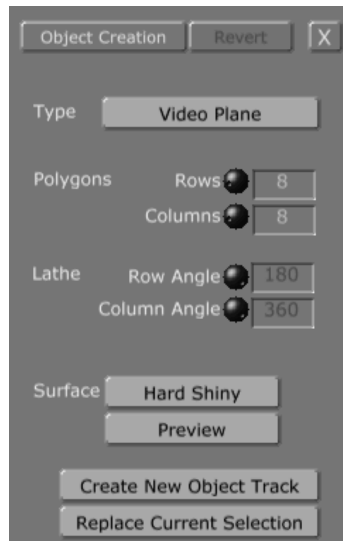 Object Creation Revert X
Type Video Plane
Polygons Rows 8
Columns 8
Lathe Row Angle 180
Column Angle 360
Surface Hard Shiny
Preview
Create New Object Track
Replace Current Selection